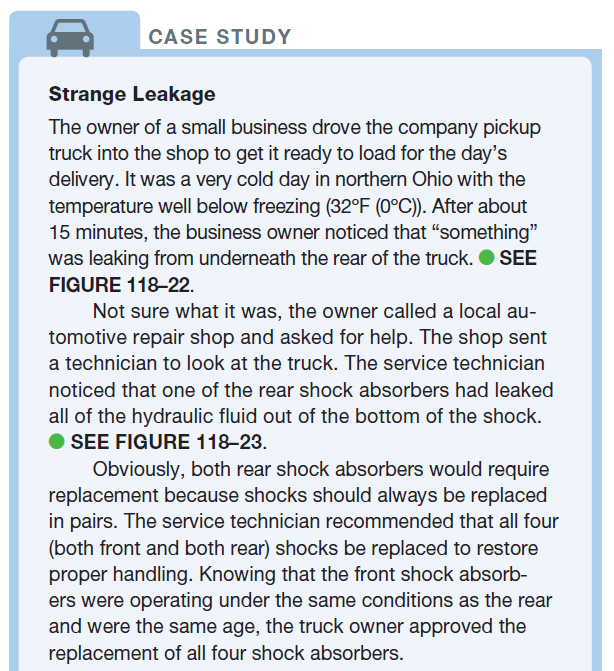 CASE STUDY
Strange Leakage
The owner of a small business drove the company pickup
truck into the shop to get it ready to load for the day’s
delivery. It was a very cold day in northern Ohio with the
temperature well below freezing (32°F (0°C)). After about
15 minutes, the business owner noticed that “something”
was leaking from underneath the rear of the truck. ● SEE
FIGURE 118–22.
Not sure what it was, the owner called a local au-
tomotive repair shop and asked for help. The shop sent
a technician to look at the truck. The service technician
noticed that one of the rear shock absorbers had leaked
all of the hydraulic fluid out of the bottom of the shock.
● SEE FIGURE 118–23.
Obviously, both rear shock absorbers would require
replacement because shocks should always be replaced
in pairs. The service technician recommended that all four
(both front and both rear) shocks be replaced to restore
proper handling. Knowing that the front shock absorb-
ers were operating under the same conditions as the rear
and were the same age, the truck owner approved the
replacement of all four shock absorbers.